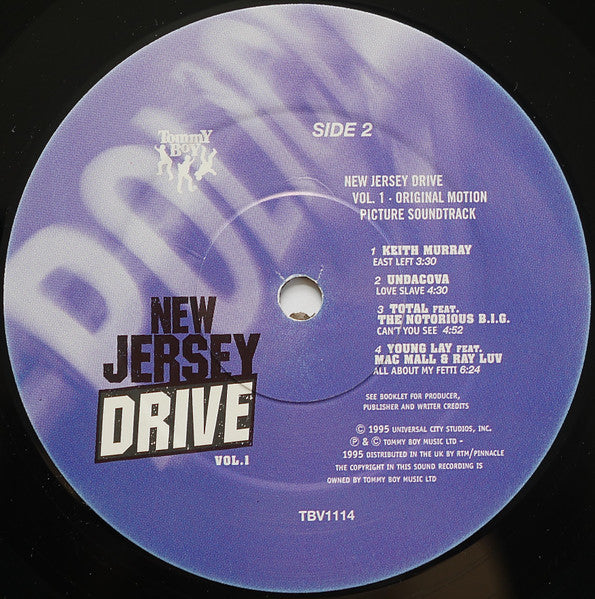 Tommy
Boy
SIDE 2
NEW JERSEY DRIVE
VOL. 1 - ORIGINAL MOTION
PICTURE SOUNDTRACK
1 KEITH MURRAY
EAST LEFT 3:30
2 UNDACOVA
LOVE SLAVE 4:30
3 TOTAL FEAT.
THE NOTORIOUS B.I.G.
CAN'T YOU SEE 4:52
4 YOUNG LAY FEAT.
MAC MALL & RAY LUV
ALL ABOUT MY FETTI 6:24
SEE BOOKLET FOR PRODUCER,
PUBLISHER AND WRITER CREDITS
© 1995 UNIVERSAL CITY STUDIOS, INC.
℗ & © TOMMY BOY MUSIC LTD -
1995 DISTRIBUTED IN THE UK BY RTM/PINNACLE
THE COPYRIGHT IN THIS SOUND RECORDING IS
OWNED BY TOMMY BOY MUSIC LTD
TBV1114
NEW
JERSEY
DRIVE
VOL.1